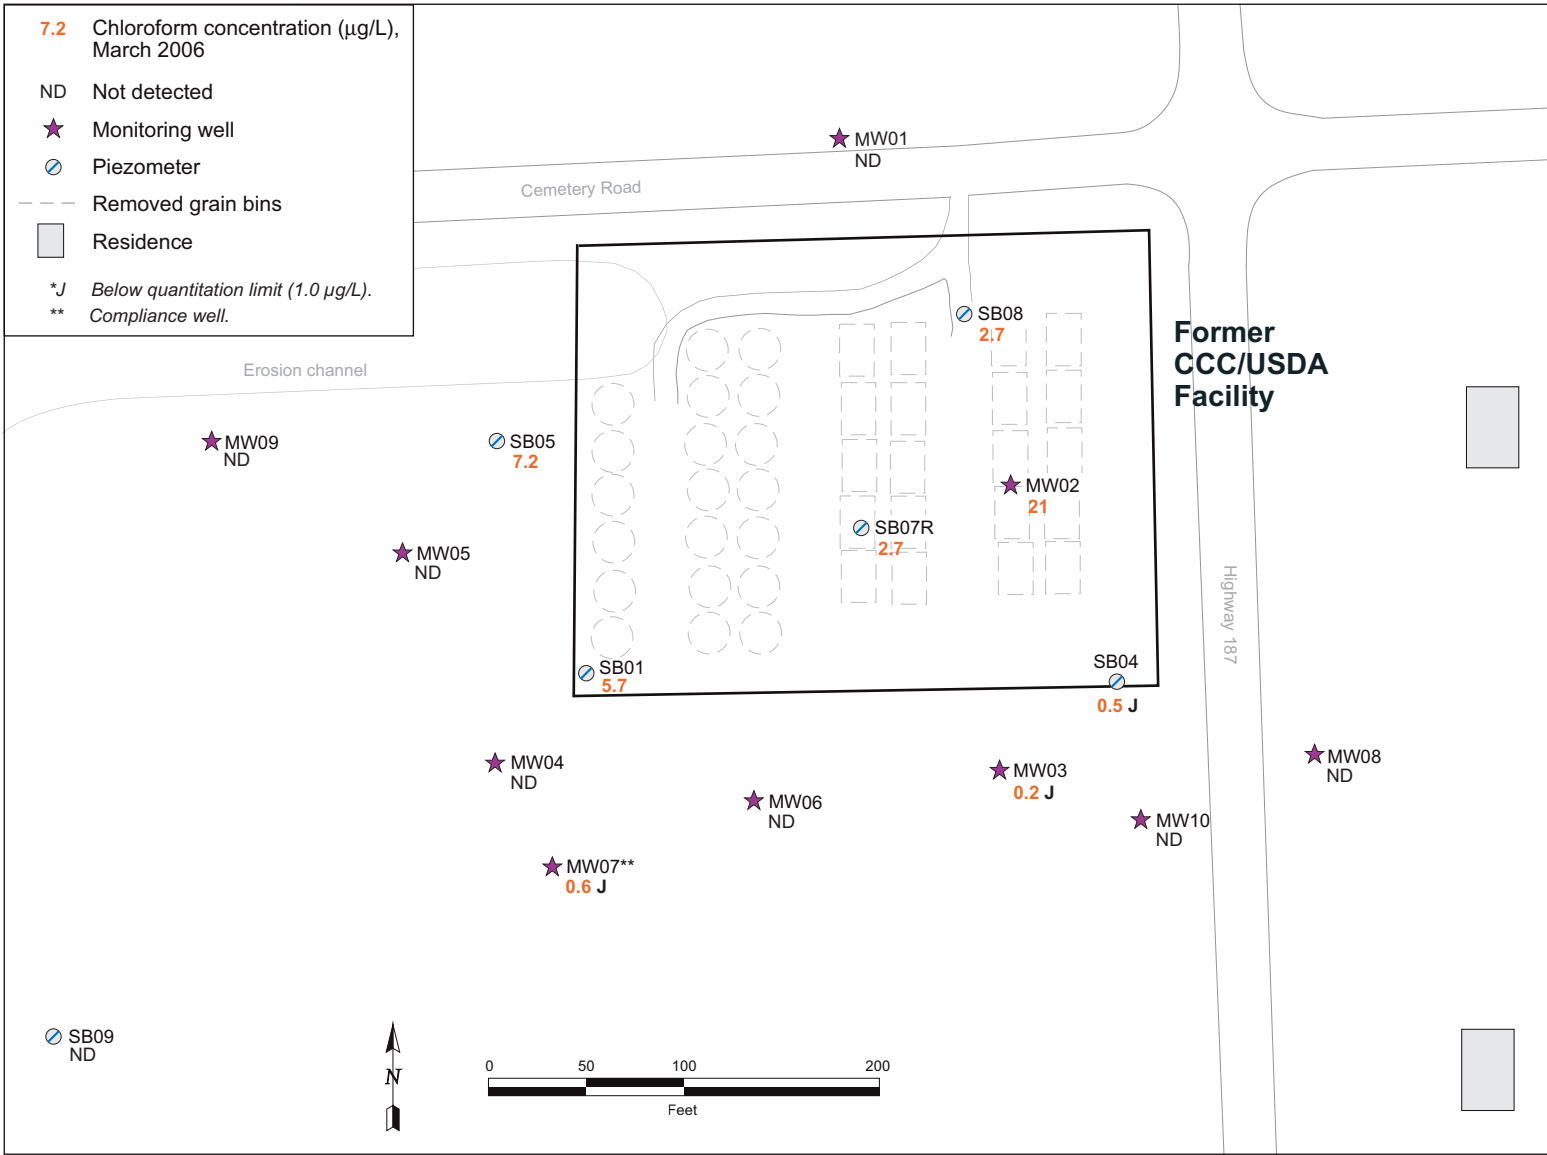 7.2 Chloroform concentration (µg/L),
March 2006
ND Not detected
Monitoring well
Piezometer
Removed grain bins
Residence
*J Below quantitation limit (1.0 µg/L).
** Compliance well.
MW01
ND
Cemetery Road
SB08
2.7
Former
CCC/USDA
Facility
Erosion channel
MW09
ND
SB05
7.2
MW02
21
SB07R
2.7
MW05
ND
Highway 187
SB01
5.7
SB04
0.5 J
MW04
ND
MW03
0.2 J
MW08
ND
MW06
ND
MW10
ND
MW07**
0.6 J
SB09
ND
N
0 50 100 200
Feet